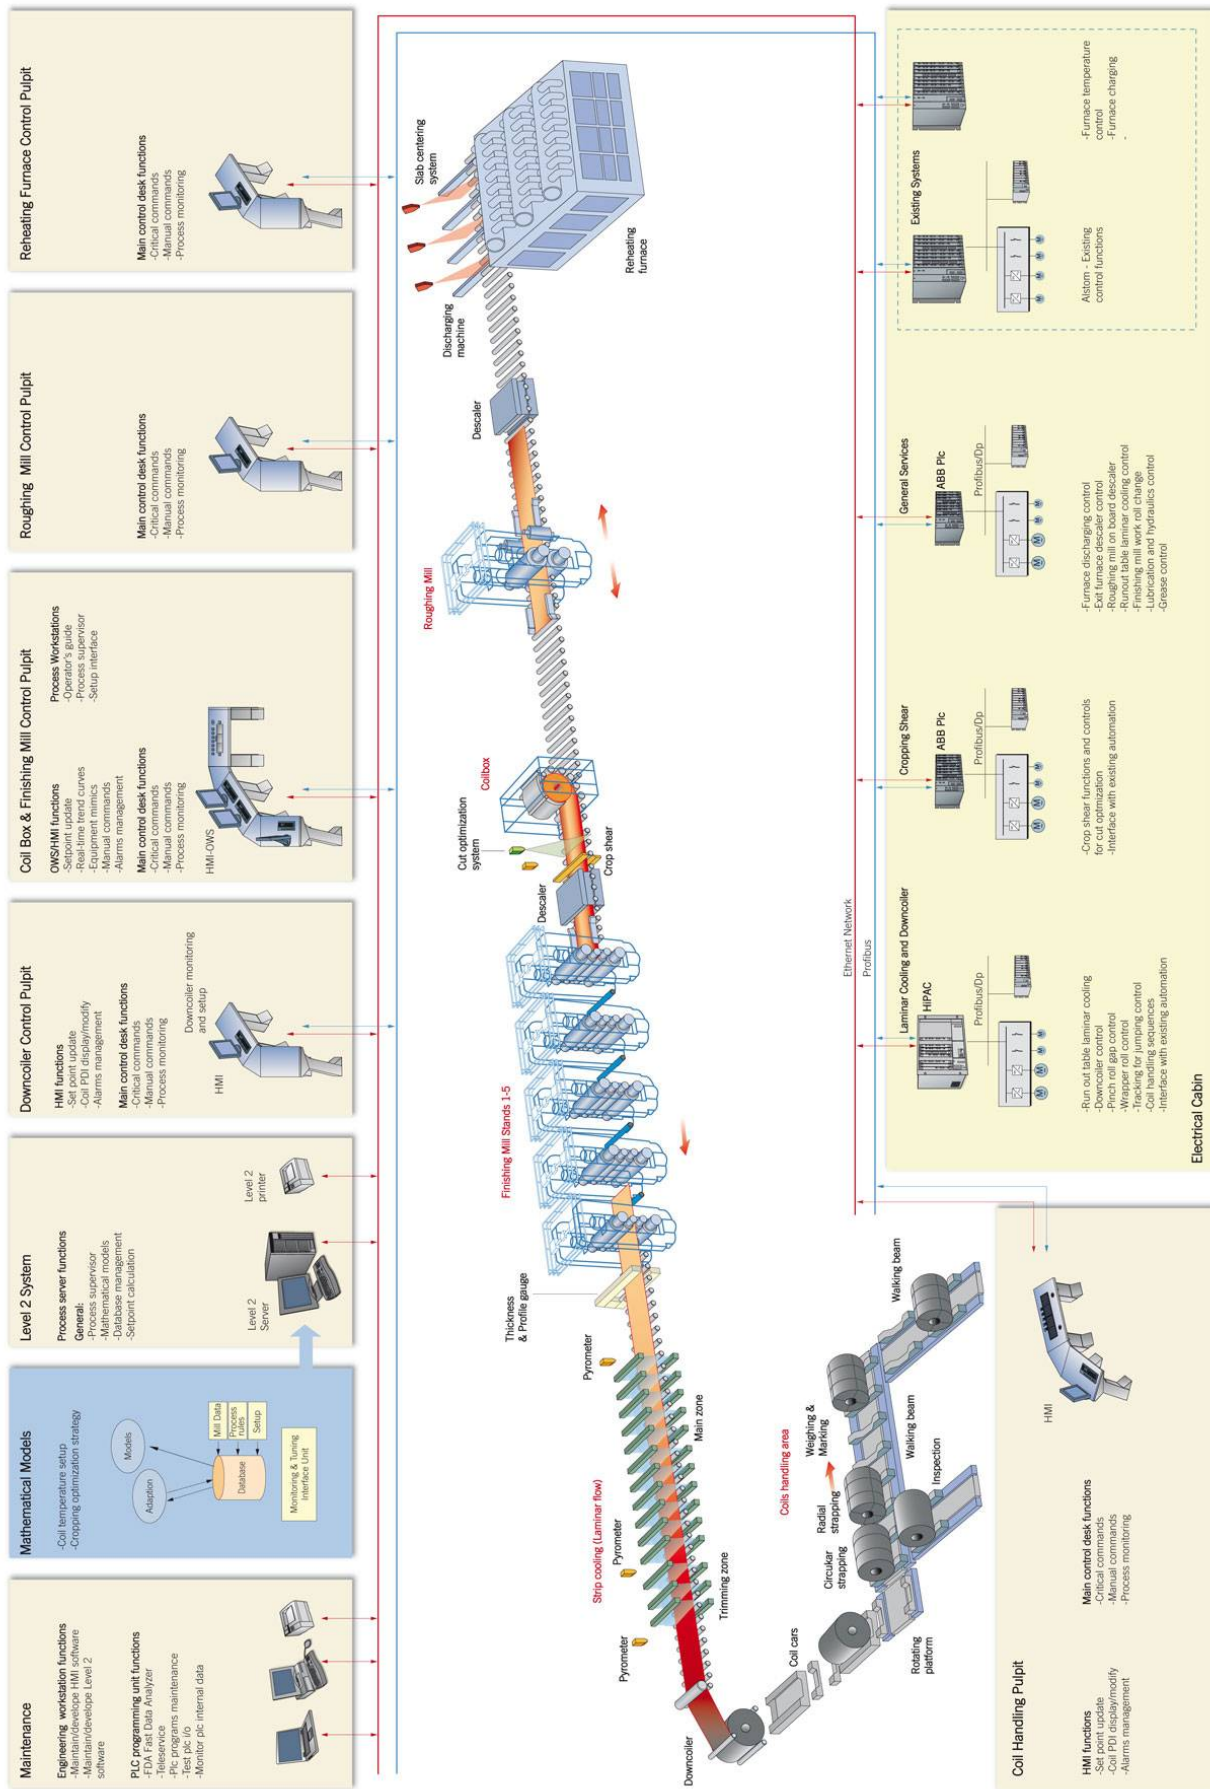 Maintenance
Engineering workstation functions
-Maintain/develope HMI software
-Maintain/develope Level 2
software
PLC programming unit functions
-FDA Fast Data Analyzer
-Teleservice
-Plc programs maintenance
-Test plc i/o
-Monitor plc internal data
Mathematical Models
-Coil temperature setup
-Cropping optimization strategy
Adaption
Models
Database
Mill Data
Process
rules
Setup
Monitoring & Tuning
Interface Unit
Level 2 System
Process server functions
General:
-Process supervisor
-Mathematical models
-Database management
-Setpoint calculation
Level 2
Server
Level 2
printer
Downcoiler Control Pulpit
HMI functions
-Set point update
-Coil PDI display/modify
-Alarms management
Main control desk functions
-Critical commands
-Manual commands
-Process monitoring
HMI
Downcoiler monitoring
and setup
Coil Box & Finishing Mill Control Pulpit
OWS/HMI functions
-Setpoint update
-Real-time trend curves
-Equipment mimics
-Manual commands
-Alarms management
Process Workstations
-Operator's guide
-Process supervisor
-Setup interface
Main control desk functions
-Critical commands
-Manual commands
-Process monitoring
HMI-OWS
Roughing Mill Control Pulpit
Main control desk functions
-Critical commands
-Manual commands
-Process monitoring
Reheating Furnace Control Pulpit
Main control desk functions
-Critical commands
-Manual commands
-Process monitoring
Slab centering
system
Discharging
machine
Reheating
furnace
Descaler
Roughing Mill
Coilbox
Cut optimization
system
Crop shear
Descaler
Finishing Mill Stands 1-5
Thickness
& Profile gauge
Pyrometer
Main zone
Strip cooling (Laminar flow)
Pyrometer
Trimming zone
Pyrometer
Downcoiler
Coil cars
Rotating
platform
Coils handling area
Circukar
strapping
Radial
strapping
Weighing &
Marking
Inspection
Walking beam
Walking beam
Ethernet Network
Profibus
Coil Handling Pulpit
HMI functions
-Set point update
-Coil PDI display/modify
-Alarms management
Main control desk functions
-Critical commands
-Manual commands
-Process monitoring
HMI
Electrical Cabin
Laminar Cooling and Downcoiler
HiPAC
Profibus/Dp
M
M
M
M
-Run out table laminar cooling
-Downcoiler control
-Pinch roll gap control
-Wrapper roll control
-Tracking for jumping control
-Coil handling sequences
-Interface with existing automation
Cropping Shear
ABB Plc
Profibus/Dp
M
M
M
M
-Crop shear functions and controls
for cut optmization
-Interface with existing automation
General Services
ABB Plc
Profibus/Dp
M
M
M
M
-Furnace discharging control
-Exit furnace descaler control
-Roughing mill on board descaler
-Runout table laminar cooling control
-Finishing mill work roll change
-Lubrication and hydraulics control
-Grease control
Existing Systems
M
M
M
M
Alstom - Existing
control functions
-Furnace temperature
control
-Furnace charging
-